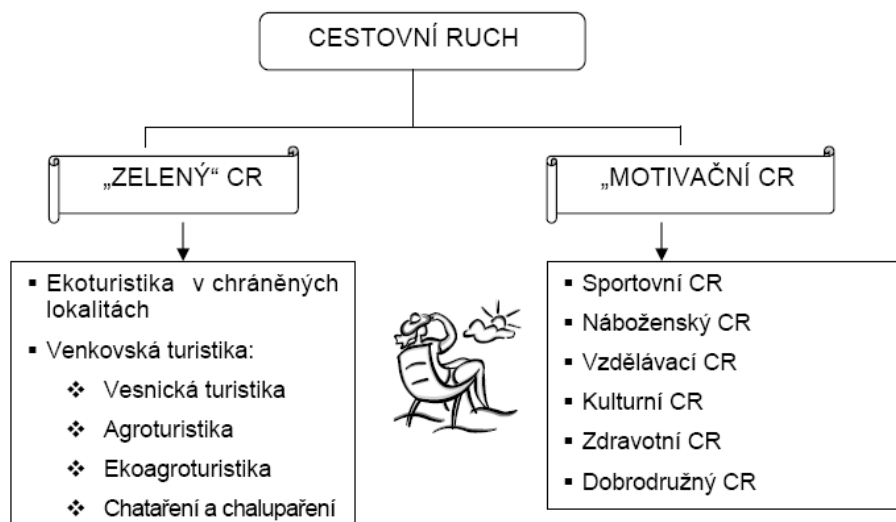 CESTOVNÍ RUCH
„ZELENÝ“ CR
▪ Ekoturistika v chráněných
lokalitách
▪ Venkovská turistika:
❖ Vesnická turistika
❖ Agroturistika
❖ Ekoagroturistika
❖ Chataření a chalupaření
„MOTIVAČNÍ CR
▪ Sportovní CR
▪ Náboženský CR
▪ Vzdělávací CR
▪ Kulturní CR
▪ Zdravotní CR
▪ Dobrodružný CR